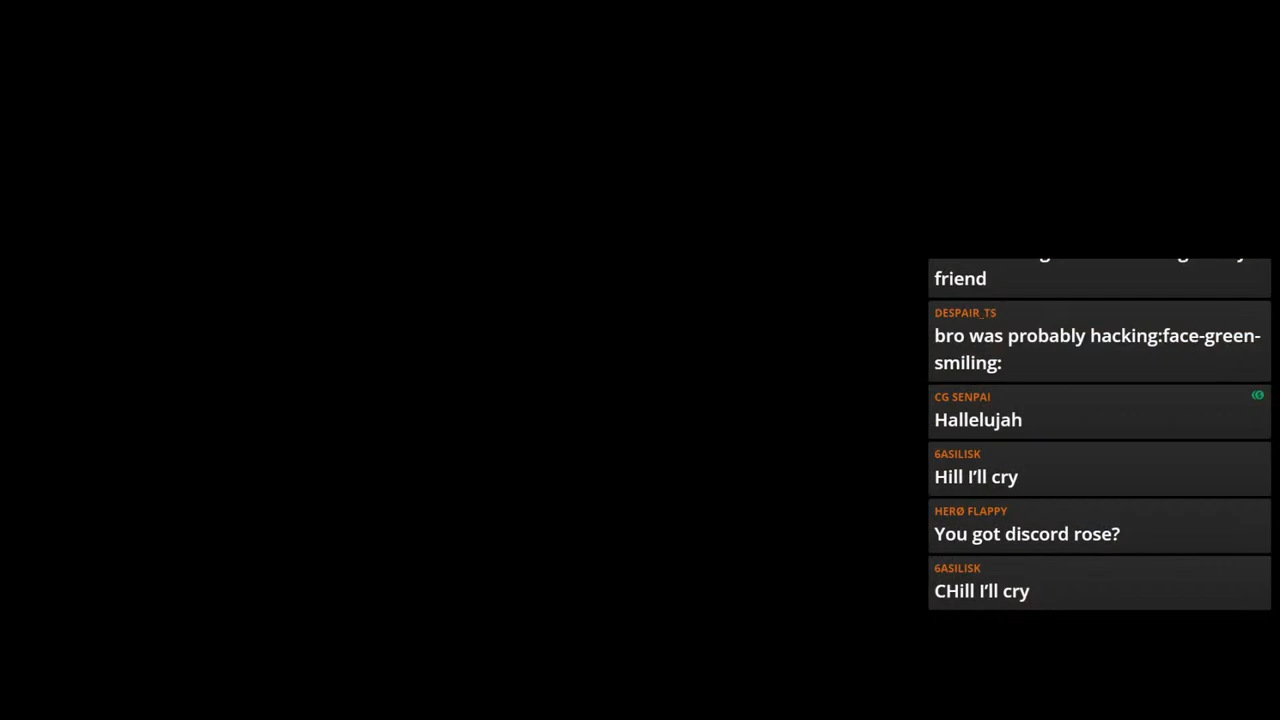 friend
DESPAIR_TS
bro was probably hacking:face-green-
smiling:
CG SENPAI
Hallelujah
6ASILISK
Hill I’ll cry
HERØ FLAPPY
You got discord rose?
6ASILISK
CHill I’ll cry